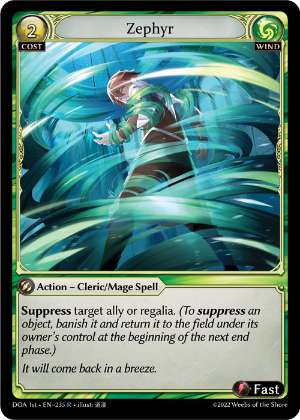 2
Zephyr
COST
WIND
Action – Cleric/Mage Spell
Suppress target ally or regalia. (To suppress an
object, banish it and return it to the field under its
owner's control at the beginning of the next end
phase.)
It will come back in a breeze.
Fast
DOA 1st • EN-235 R • illust: 道漫
©2022 Weebs of the Shore